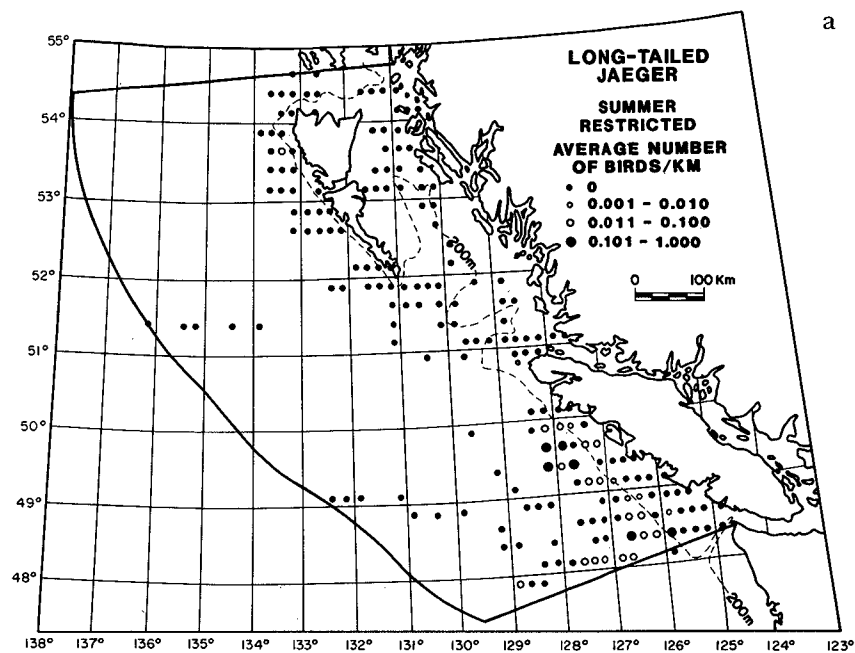 a
55°
54°
53°
52°
51°
50°
49°
48°
LONG-TAILED
JAEGER
SUMMER
RESTRICTED
AVERAGE NUMBER
OF BIRDS/KM
0
0.001 - 0.010
0.011 - 0.100
0.101 - 1.000
0 100 Km
200m
200m
138° 137° 136° 135° 134° 133° 132° 131° 130° 129° 128° 127° 126° 125° 124° 123°